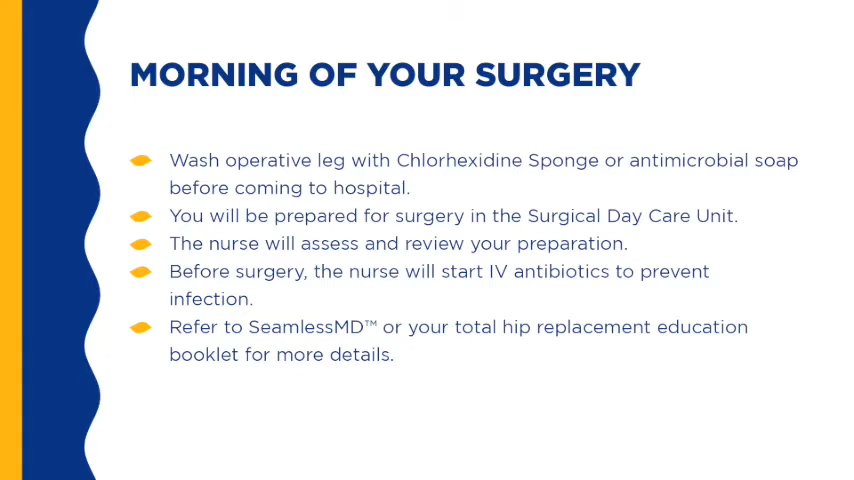 MORNING OF YOUR SURGERY
Wash operative leg with Chlorhexidine Sponge or antimicrobial soap
before coming to hospital.
You will be prepared for surgery in the Surgical Day Care Unit.
The nurse will assess and review your preparation.
Before surgery, the nurse will start IV antibiotics to prevent
infection.
Refer to SeamlessMD™ or your total hip replacement education
booklet for more details.